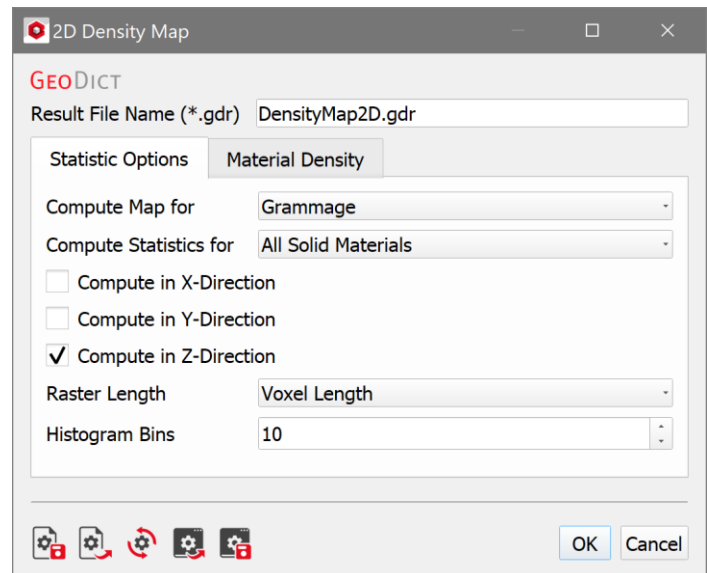 2D Density Map
GEODICT
Result File Name (*.gdr) DensityMap2D.gdr
Statistic Options Material Density
Compute Map for Grammage
Compute Statistics for All Solid Materials
Compute in X-Direction
Compute in Y-Direction
Compute in Z-Direction
Raster Length Voxel Length
Histogram Bins 10
OK Cancel